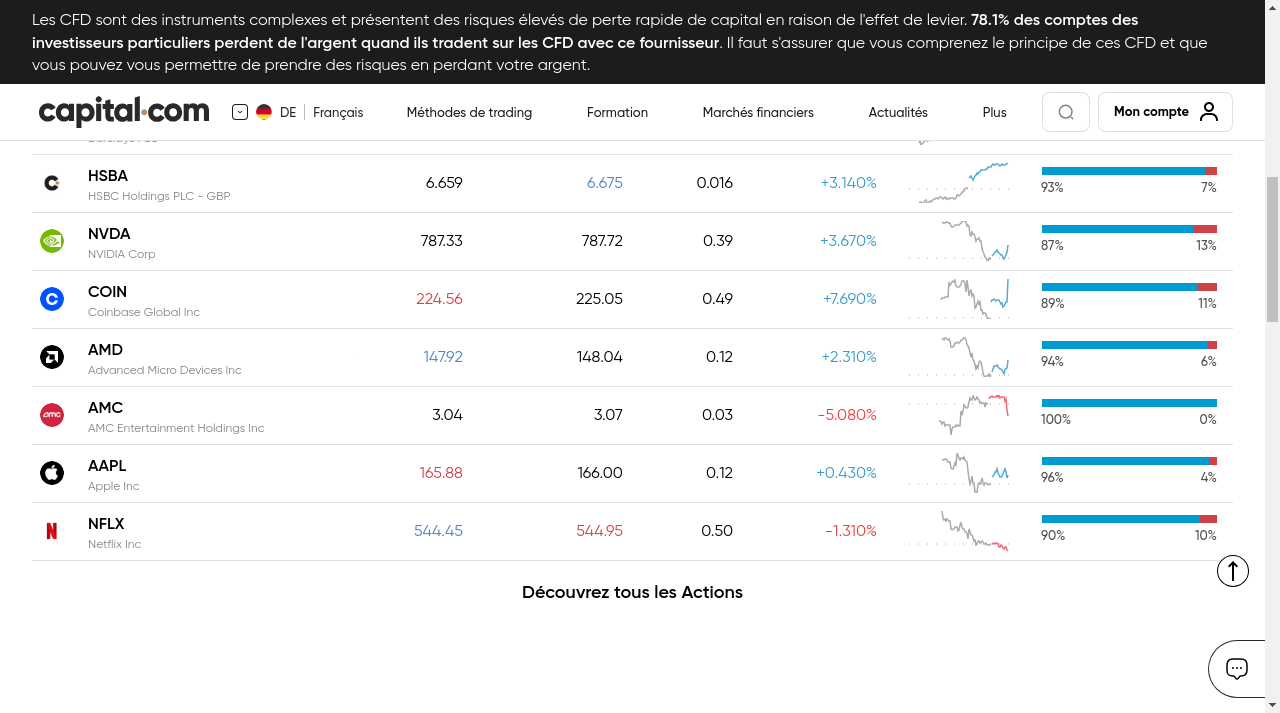 Les CFD sont des instruments complexes et présentent des risques élevés de perte rapide de capital en raison de l'effet de levier. 78.1% des comptes des
investisseurs particuliers perdent de l'argent quand ils tradent sur les CFD avec ce fournisseur. Il faut s'assurer que vous comprenez le principe de ces CFD et que
vous pouvez vous permettre de prendre des risques en perdant votre argent.
capital.com DE Français Méthodes de trading Formation Marchés financiers Actualités Plus Mon compte
HSBA 6.659 6.675 0.016 +3.140%
HSBC Holdings PLC - GBP 93% 7%
NVDA 787.33 787.72 0.39 +3.670%
NVIDIA Corp 87% 13%
COIN 224.56 225.05 0.49 +7.690%
Coinbase Global Inc 89% 11%
AMD 147.92 148.04 0.12 +2.310%
Advanced Micro Devices Inc 94% 6%
amc AMC 3.04 3.07 0.03 -5.080%
AMC Entertainment Holdings Inc 100% 0%
AAPL 165.88 166.00 0.12 +0.430%
Apple Inc 96% 4%
NFLX 544.45 544.95 0.50 -1.310%
Netflix Inc 90% 10%
Découvrez tous les Actions